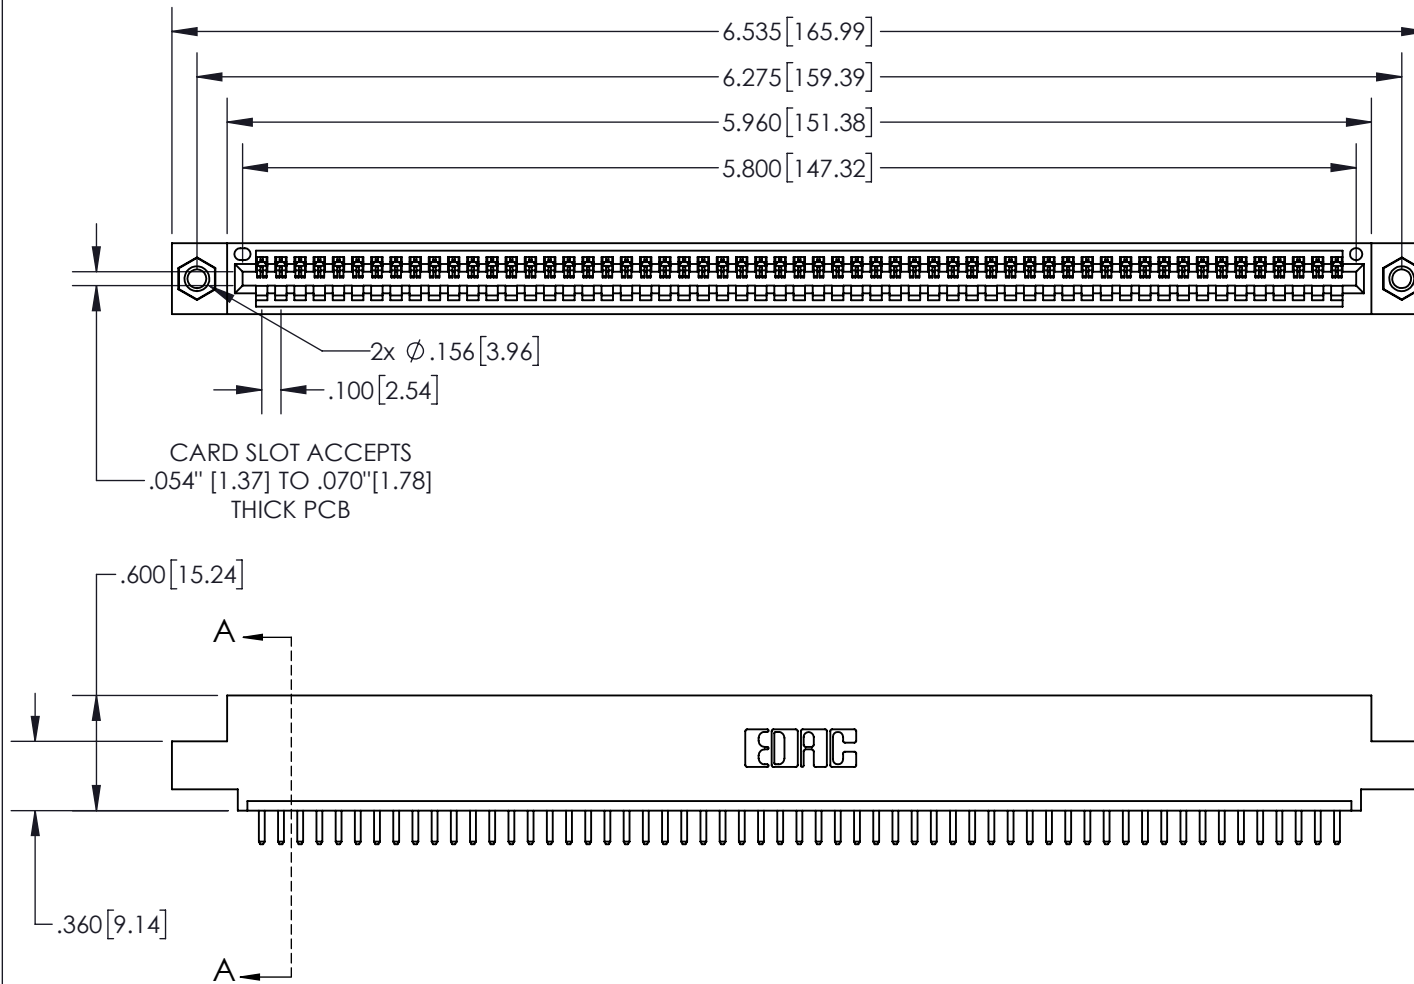 6.535[165.99]
6.275[159.39]
5.960[151.38]
5.800[147.32]
2x Ø.156[3.96]
.100[2.54]
CARD SLOT ACCEPTS
.054" [1.37] TO .070"[1.78]
THICK PCB
.600[15.24]
A
EDAC
.360[9.14]
A